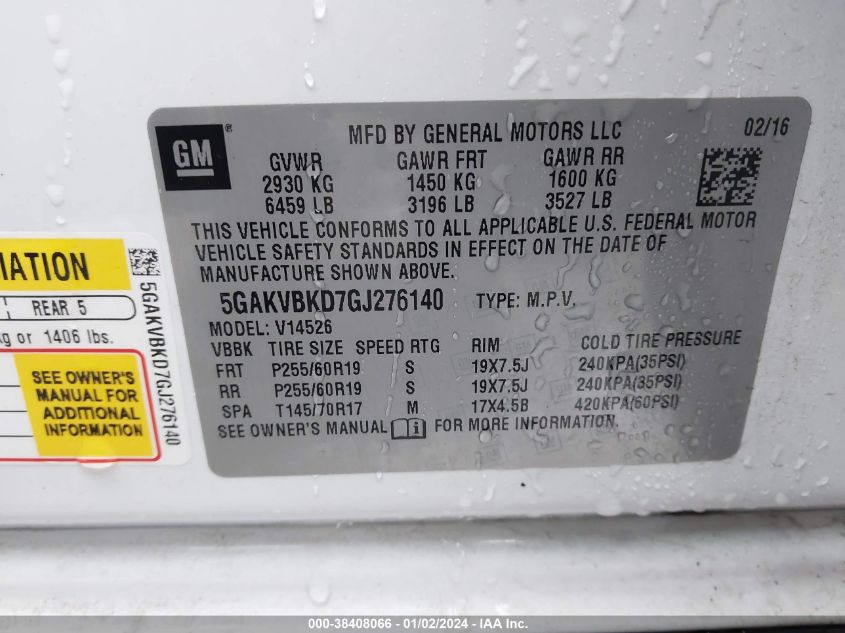 GM®
MFD BY GENERAL MOTORS LLC 02/16
GVWR GAWR FRT GAWR RR
2930 KG 1450 KG 1600 KG
6459 LB 3196 LB 3527 LB
THIS VEHICLE CONFORMS TO ALL APPLICABLE U.S. FEDERAL MOTOR
VEHICLE SAFETY STANDARDS IN EFFECT ON THE DATE OF
MANUFACTURE SHOWN ABOVE.
5GAKVBKD7GJ276140 TYPE: M.P.V.
MODEL: V14526
VBBK TIRE SIZE SPEED RTG RIM COLD TIRE PRESSURE
FRT P255/60R19 S 19X7.5J 240KPA(35PSI)
RR P255/60R19 S 19X7.5J 240KPA(35PSI)
SPA T145/70R17 M 17X4.5B 420KPA(60PSI)
SEE OWNER'S MANUAL i FOR MORE INFORMATION.
MATION
REAR 5
kg or 1406 lbs.
SEE OWNER'S
MANUAL FOR
ADDITIONAL
INFORMATION
5GAKVBKD7GJ276140
000-38408066 - 01/02/2024 - IAAI Inc.